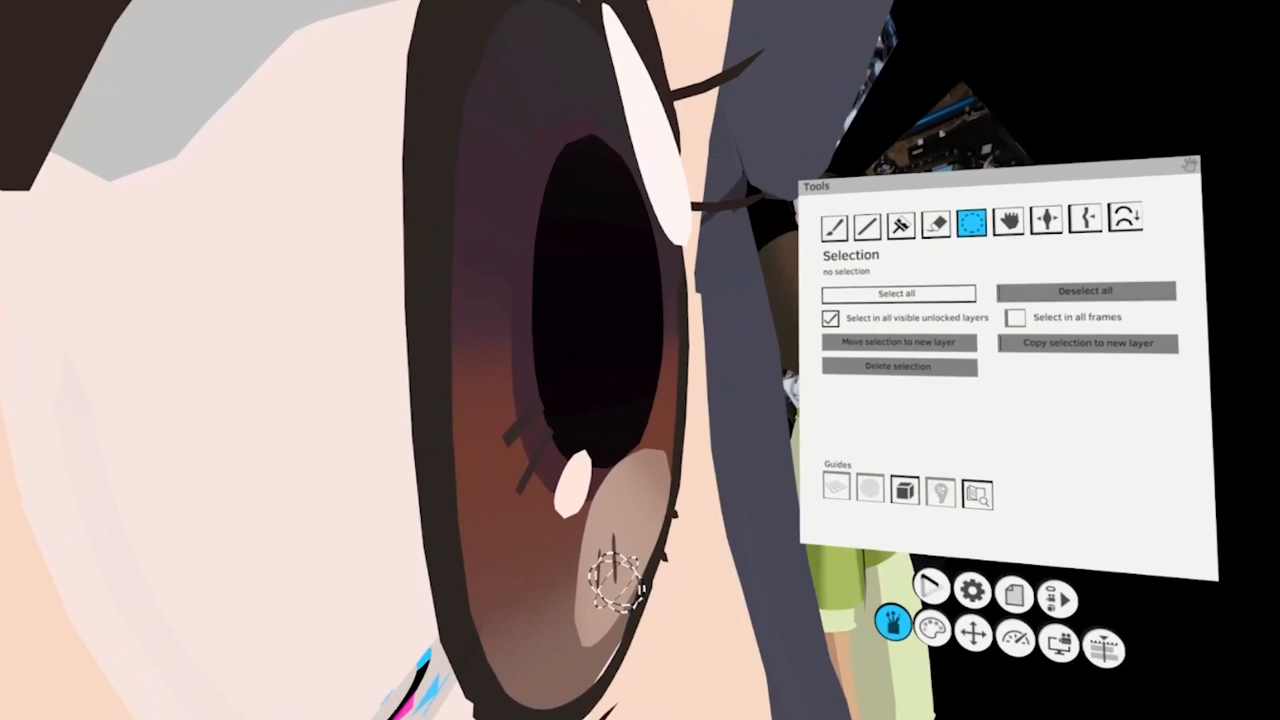 Tools
Selection
no selection
Select all
Deselect all
Select in all visible unlocked layers
Select in all frames
Move selection to new layer
Copy selection to new layer
Delete selection
Guides